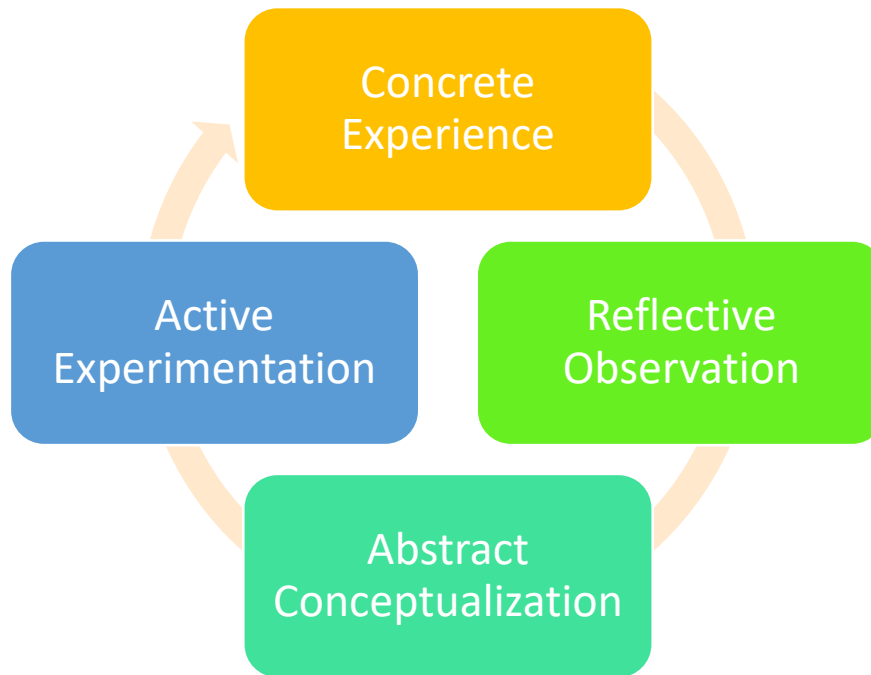 Concrete
Experience
Active
Experimentation
Reflective
Observation
Abstract
Conceptualization